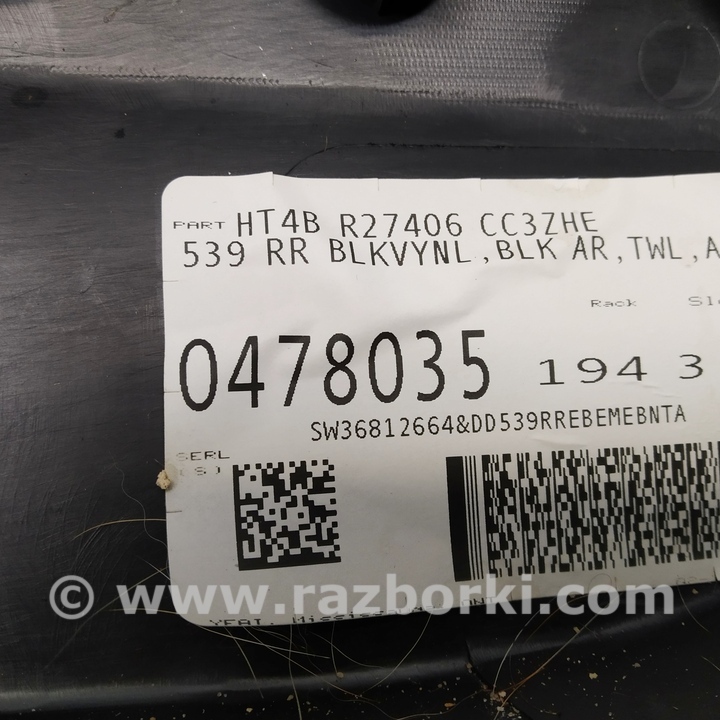 PART HT4B R27406 CC3ZHE
539 RR BLKVYNL,BLK AR,TWL,A
Rack
0478035 194 3
SW36812664&DD539RREBEMEBNTA
SERL
© www.razborki.com
YFAI,